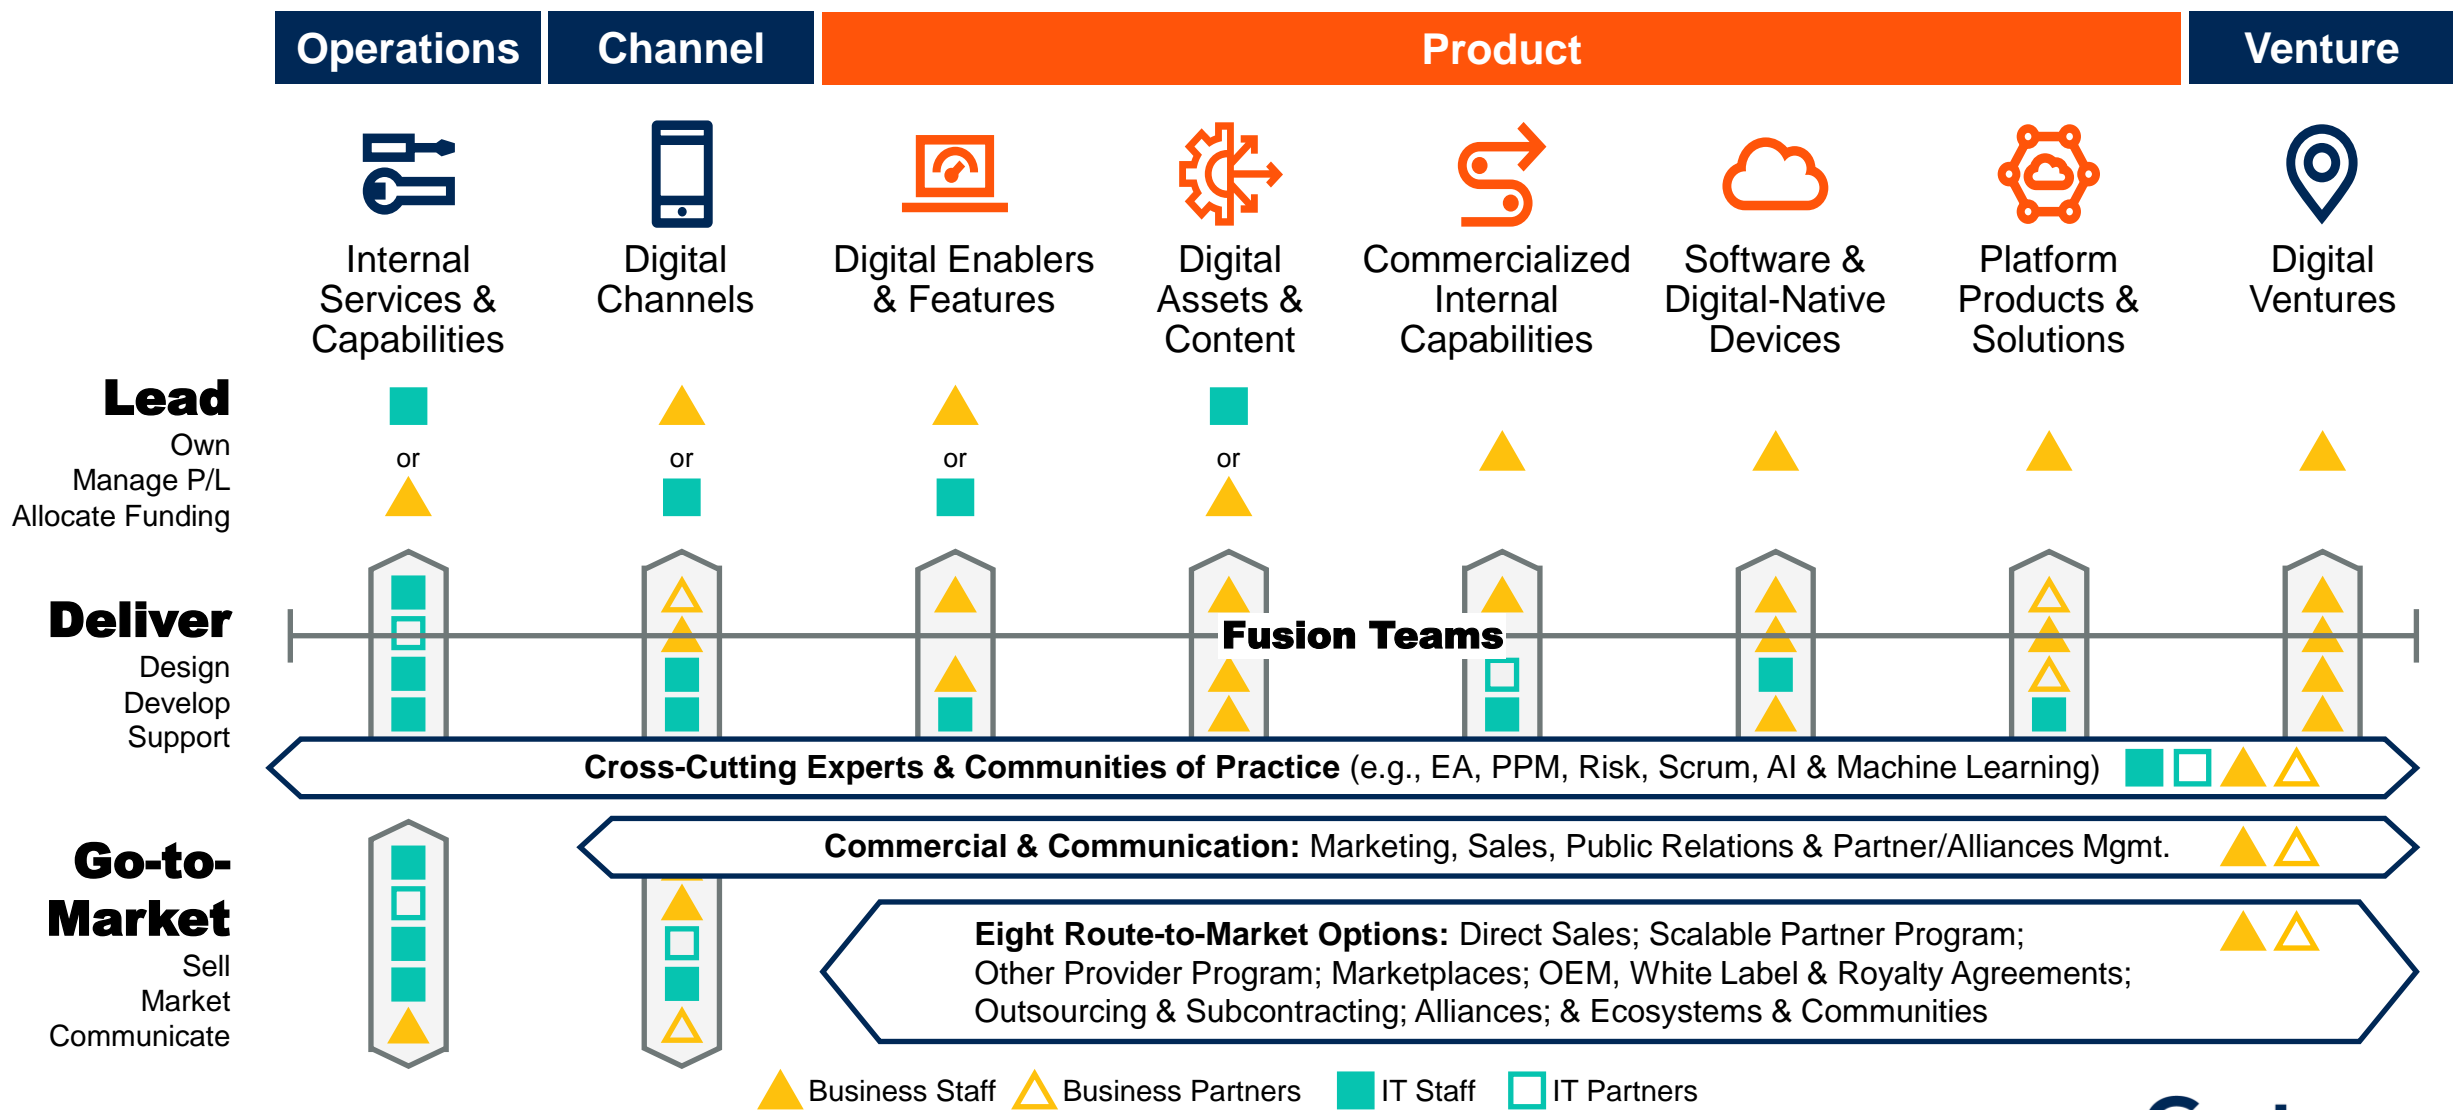 Operations
Channel
Product
Venture
Internal
Services &
Capabilities
Digital
Channels
Digital Enablers
& Features
Digital
Assets &
Content
Commercialized
Internal
Capabilities
Software &
Digital-Native
Devices
Platform
Products &
Solutions
Digital
Ventures
Lead
Own
Manage P/L
Allocate Funding
or
or
or
or
Deliver
Design
Develop
Support
Fusion Teams
Cross-Cutting Experts & Communities of Practice (e.g., EA, PPM, Risk, Scrum, AI & Machine Learning)
Go-to-
Market
Sell
Market
Communicate
Commercial & Communication: Marketing, Sales, Public Relations & Partner/Alliances Mgmt.
Eight Route-to-Market Options: Direct Sales; Scalable Partner Program;
Other Provider Program; Marketplaces; OEM, White Label & Royalty Agreements;
Outsourcing & Subcontracting; Alliances; & Ecosystems & Communities
Business Staff
Business Partners
IT Staff
IT Partners